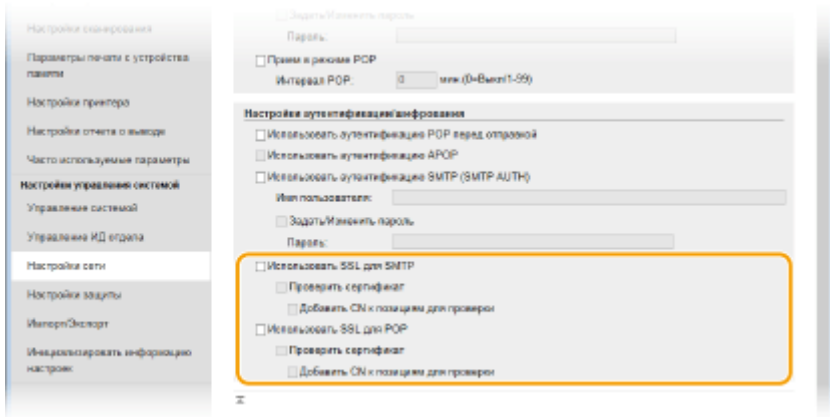 Задать/Изменить пароль
Настройки сканирования
Пароль:
Параметры печати с устройства
памяти
Прием в режиме POP
Интервал POP: 0 мин.(0=Выкл/1-99)
Настройки принтера
Настройки аутентификации/шифрования
Настройки отчета о выводе
Использовать аутентификацию POP перед отправкой
Часто используемые параметры
Использовать аутентификацию APOP
Использовать аутентификацию SMTP (SMTP AUTH)
Настройки управления системой
Имя пользователя:
Управление системой
Задать/Изменить пароль
Управление ИД отдела
Пароль:
Настройки сети
Использовать SSL для SMTP
Проверить сертификат
Настройки защиты
Добавить CN к позициям для проверки
Импорт/Экспорт
Использовать SSL для POP
Инициализировать информацию
настроек
Проверить сертификат
Добавить CN к позициям для проверки